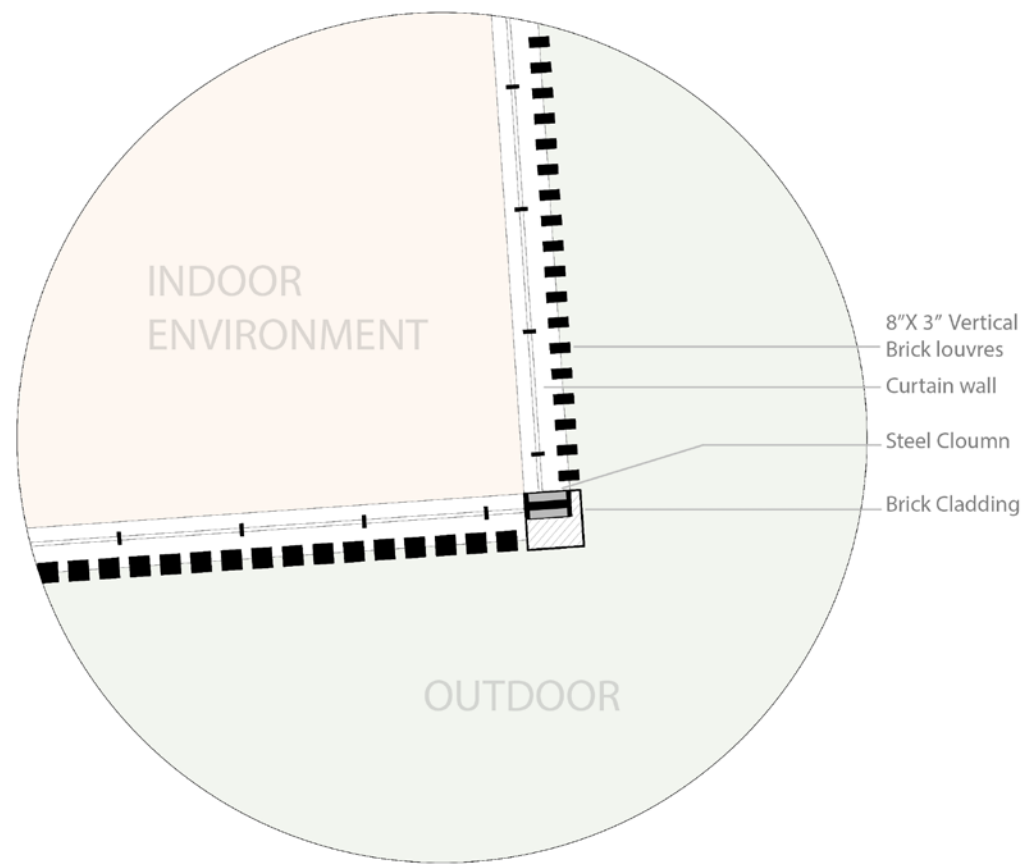 INDOOR
ENVIRONMENT
8”X 3” Vertical
Brick louvres
Curtain wall
Steel Cloumn
Brick Cladding
OUTDOOR